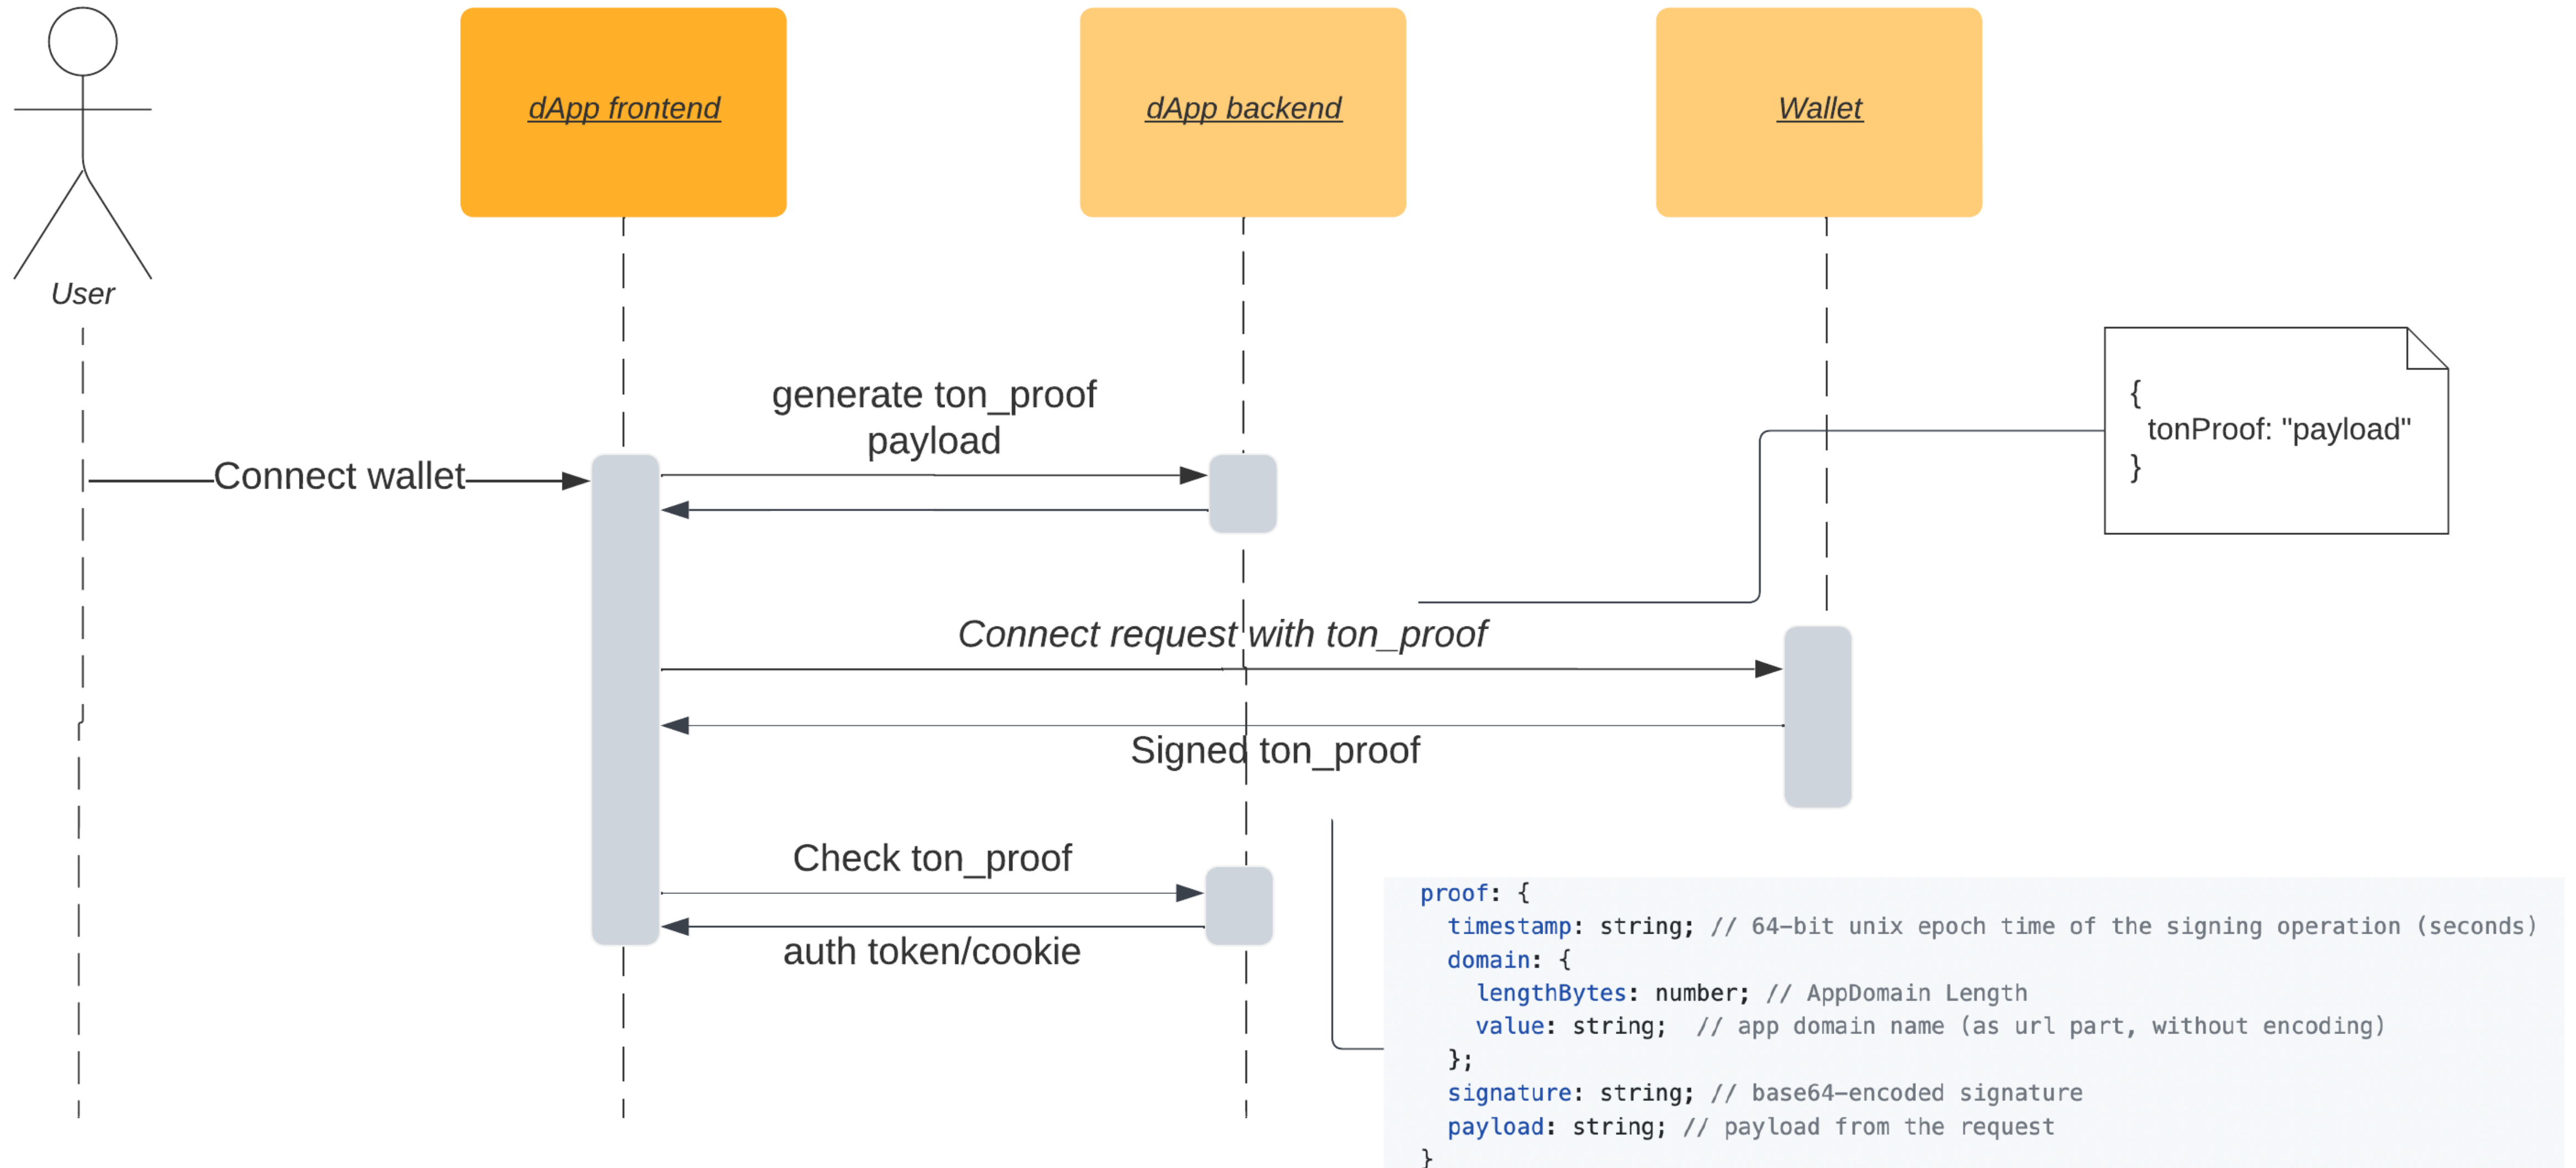 dApp frontend
dApp backend
Wallet
User
generate ton_proof
payload
Connect wallet
{
tonProof: "payload"
}
Connect request with ton_proof
Signed ton_proof
Check ton_proof
auth token/cookie
proof: {
timestamp: string; // 64-bit unix epoch time of the signing operation (seconds)
domain: {
lengthBytes: number; // AppDomain Length
value: string;  // app domain name (as url part, without encoding)
};
signature: string; // base64-encoded signature
payload: string; // payload from the request
}